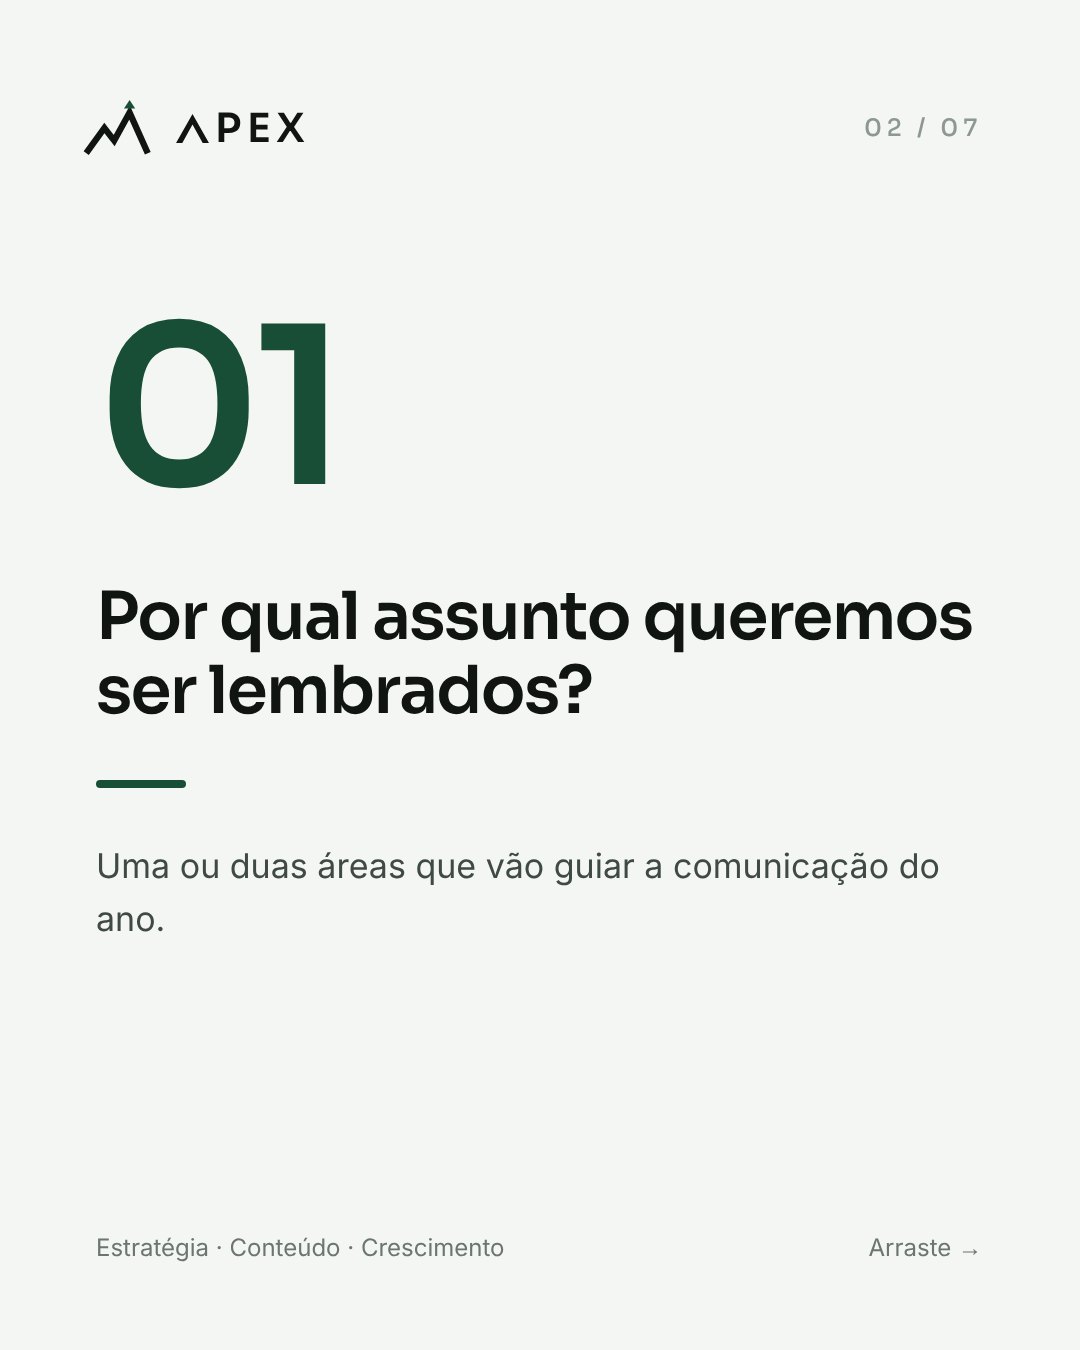 APEX
02 / 07
01
Por qual assunto queremos
ser lembrados?
Uma ou duas áreas que vão guiar a comunicação do
ano.
Estratégia · Conteúdo · Crescimento
Arraste →